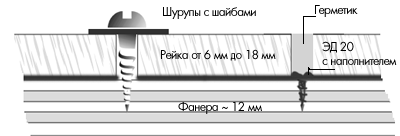 Шурупы с шайбами
Герметик
Рейка от 6 мм до 18 мм
ЭД 20
с наполнителем
Фанера ~ 12 мм